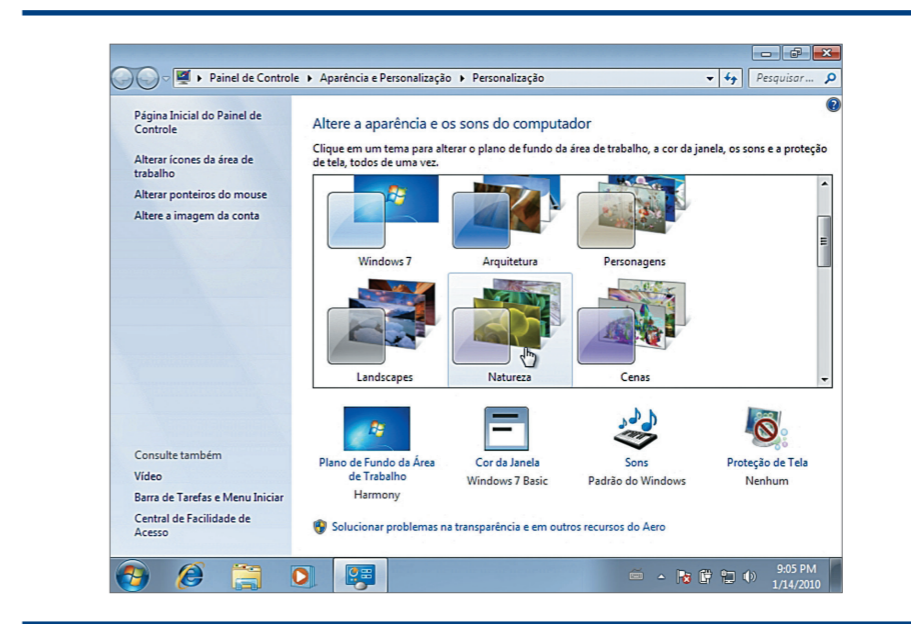 Painel de Controle ▸ Aparência e Personalização ▸ Personalização
Pesquisar...
Página Inicial do Painel de
Controle
Alterar ícones da área de
trabalho
Alterar ponteiros do mouse
Altere a imagem da conta
Altere a aparência e os sons do computador
Clique em um tema para alterar o plano de fundo da área de trabalho, a cor da janela, os sons e a proteção
de tela, todos de uma vez.
Windows 7
Arquitetura
Personagens
Landscapes
Natureza
Cenas
Plano de Fundo da Área
de Trabalho
Harmony
Cor da Janela
Windows 7 Basic
Sons
Padrão do Windows
Proteção de Tela
Nenhum
Solucionar problemas na transparência e em outros recursos do Aero
Consulte também
Vídeo
Barra de Tarefas e Menu Iniciar
Central de Facilidade de
Acesso
9:05 PM
1/14/2010